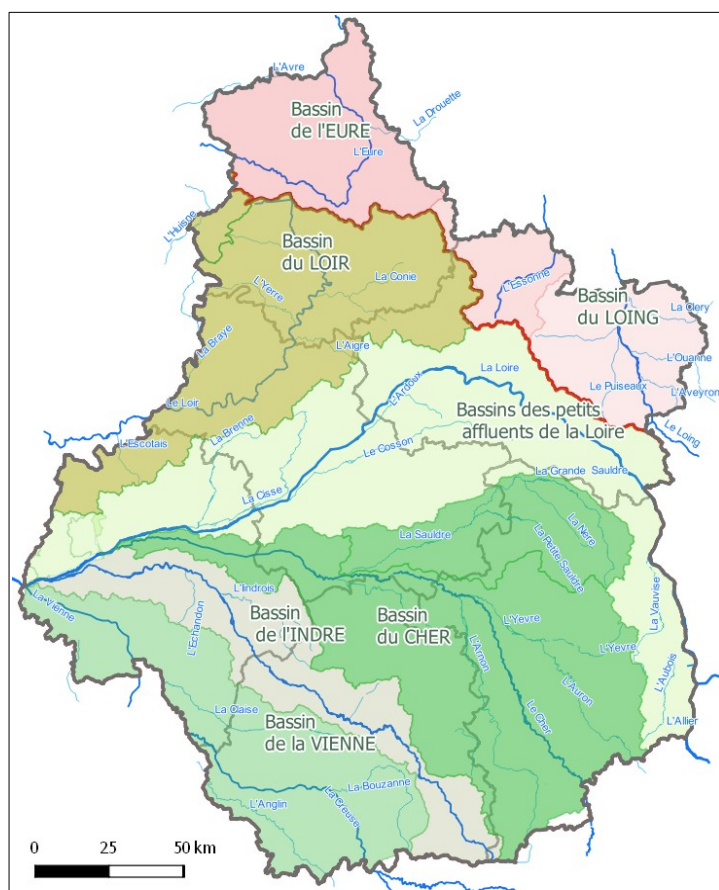 L'Avre
Bassin
de l'EURE
La Drouette
L'Eure
L'Huisne
Bassin
du LOIR
La Conie
L'Yerre
L'Essonne
Bassin
du LOING
La Clery
L'Ouanne
La Braye
L'Aigre
La Loire
Le Puiseaux
L'Aveyron
Le Loir
L'Ardoux
Bassins des petits
affluents de la Loire
Le Loing
L'Escotais
La Brenne
Le Cosson
La Grande Sauldre
La Cisse
La Sauldre
La Nere
La Petite Sauldre
La Vienne
L'Indrois
L'Echandon
Bassin
de l'INDRE
Bassin
du CHER
L'Yevre
L'Yevre
La Vauvise
L'Arnon
L'Auron
L'Aubois
La Claise
Le Cher
L'Allier
Bassin
de la VIENNE
La Bouzanne
L'Anglin
La Creuse
0 25 50 km